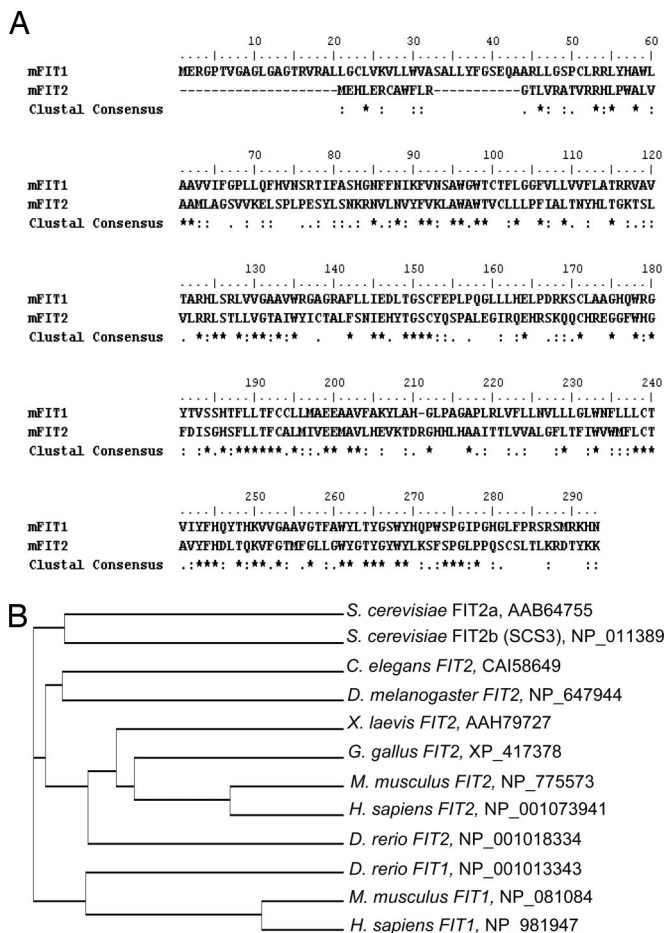 A
10 20 30 40 50 60
mFIT1 MERGPTVGAGLGAGTRVRALLGCLVKVLLWVASALLYFGSEQAARLLGSPCLRRLYHAWL
mFIT2 --------------------MEHLERCAWFLR-----------GTLVRATVRRHLPWALV
Clustal Consensus : * : : : . * : *: * :
70 80 90 100 110 120
mFIT1 AAVVIFGPLLQFHVNSRTIFASHGNFFNIKFVNSAWGWTCTFLGGFVLLVVFLATRRVAV
mFIT2 AAMLAGSVVVKELSPLPESYLSNKRNVLNVYFVKLAWAWTVCLLLPFIALTNYHLTGKTSL
Clustal Consensus
130 140 150 160 170 180
mFIT1 TARHLSRLVVGAAVWRGAGRAFLLIEDLTGSCFEPLPQGLLLHELPDRKSCLAAGHQWRG
mFIT2 VLRRLSTLLVGTAIWYICTALFSNIEHYTGSCYQSPALEGIRQEHRSKQQCHREGGFWHG
Clustal Consensus
190 200 210 220 230 240
mFIT1 YTVSSHTFLLTFCCLLMAEEAAVFAKYLAH-GLPAGAPLRLVFLLNVLLLGLWNFLLLCT
mFIT2 FDISGHSFLLTFCALMIVEEMAVLHEVKTDRGHHLHAAITTLVVALGFLTFIWVWMFLCT
Clustal Consensus
250 260 270 280 290
mFIT1 VIYFHQYTHKVVGAAVGTFAWYLTYGSWYHQPWSPGIPGHGLFPRSRSMRKHN
mFIT2 AVYFHDLTQKVFGTMFGLLGWYGTYGYWYLKSFSPGLPPQSCSLTLKRDTYKK
Clustal Consensus
B
S. cerevisiae FIT2a, AAB64755
S. cerevisiae FIT2b (SCS3), NP_011389
C. elegans FIT2, CAI58649
D. melanogaster FIT2, NP_647944
X. laevis FIT2, AAH79727
G. gallus FIT2, XP_417378
M. musculus FIT2, NP_775573
H. sapiens FIT2, NP_001073941
D. rerio FIT2, NP_001018334
D. rerio FIT1, NP_001013343
M. musculus FIT1, NP_081084
H. sapiens FIT1, NP_981947